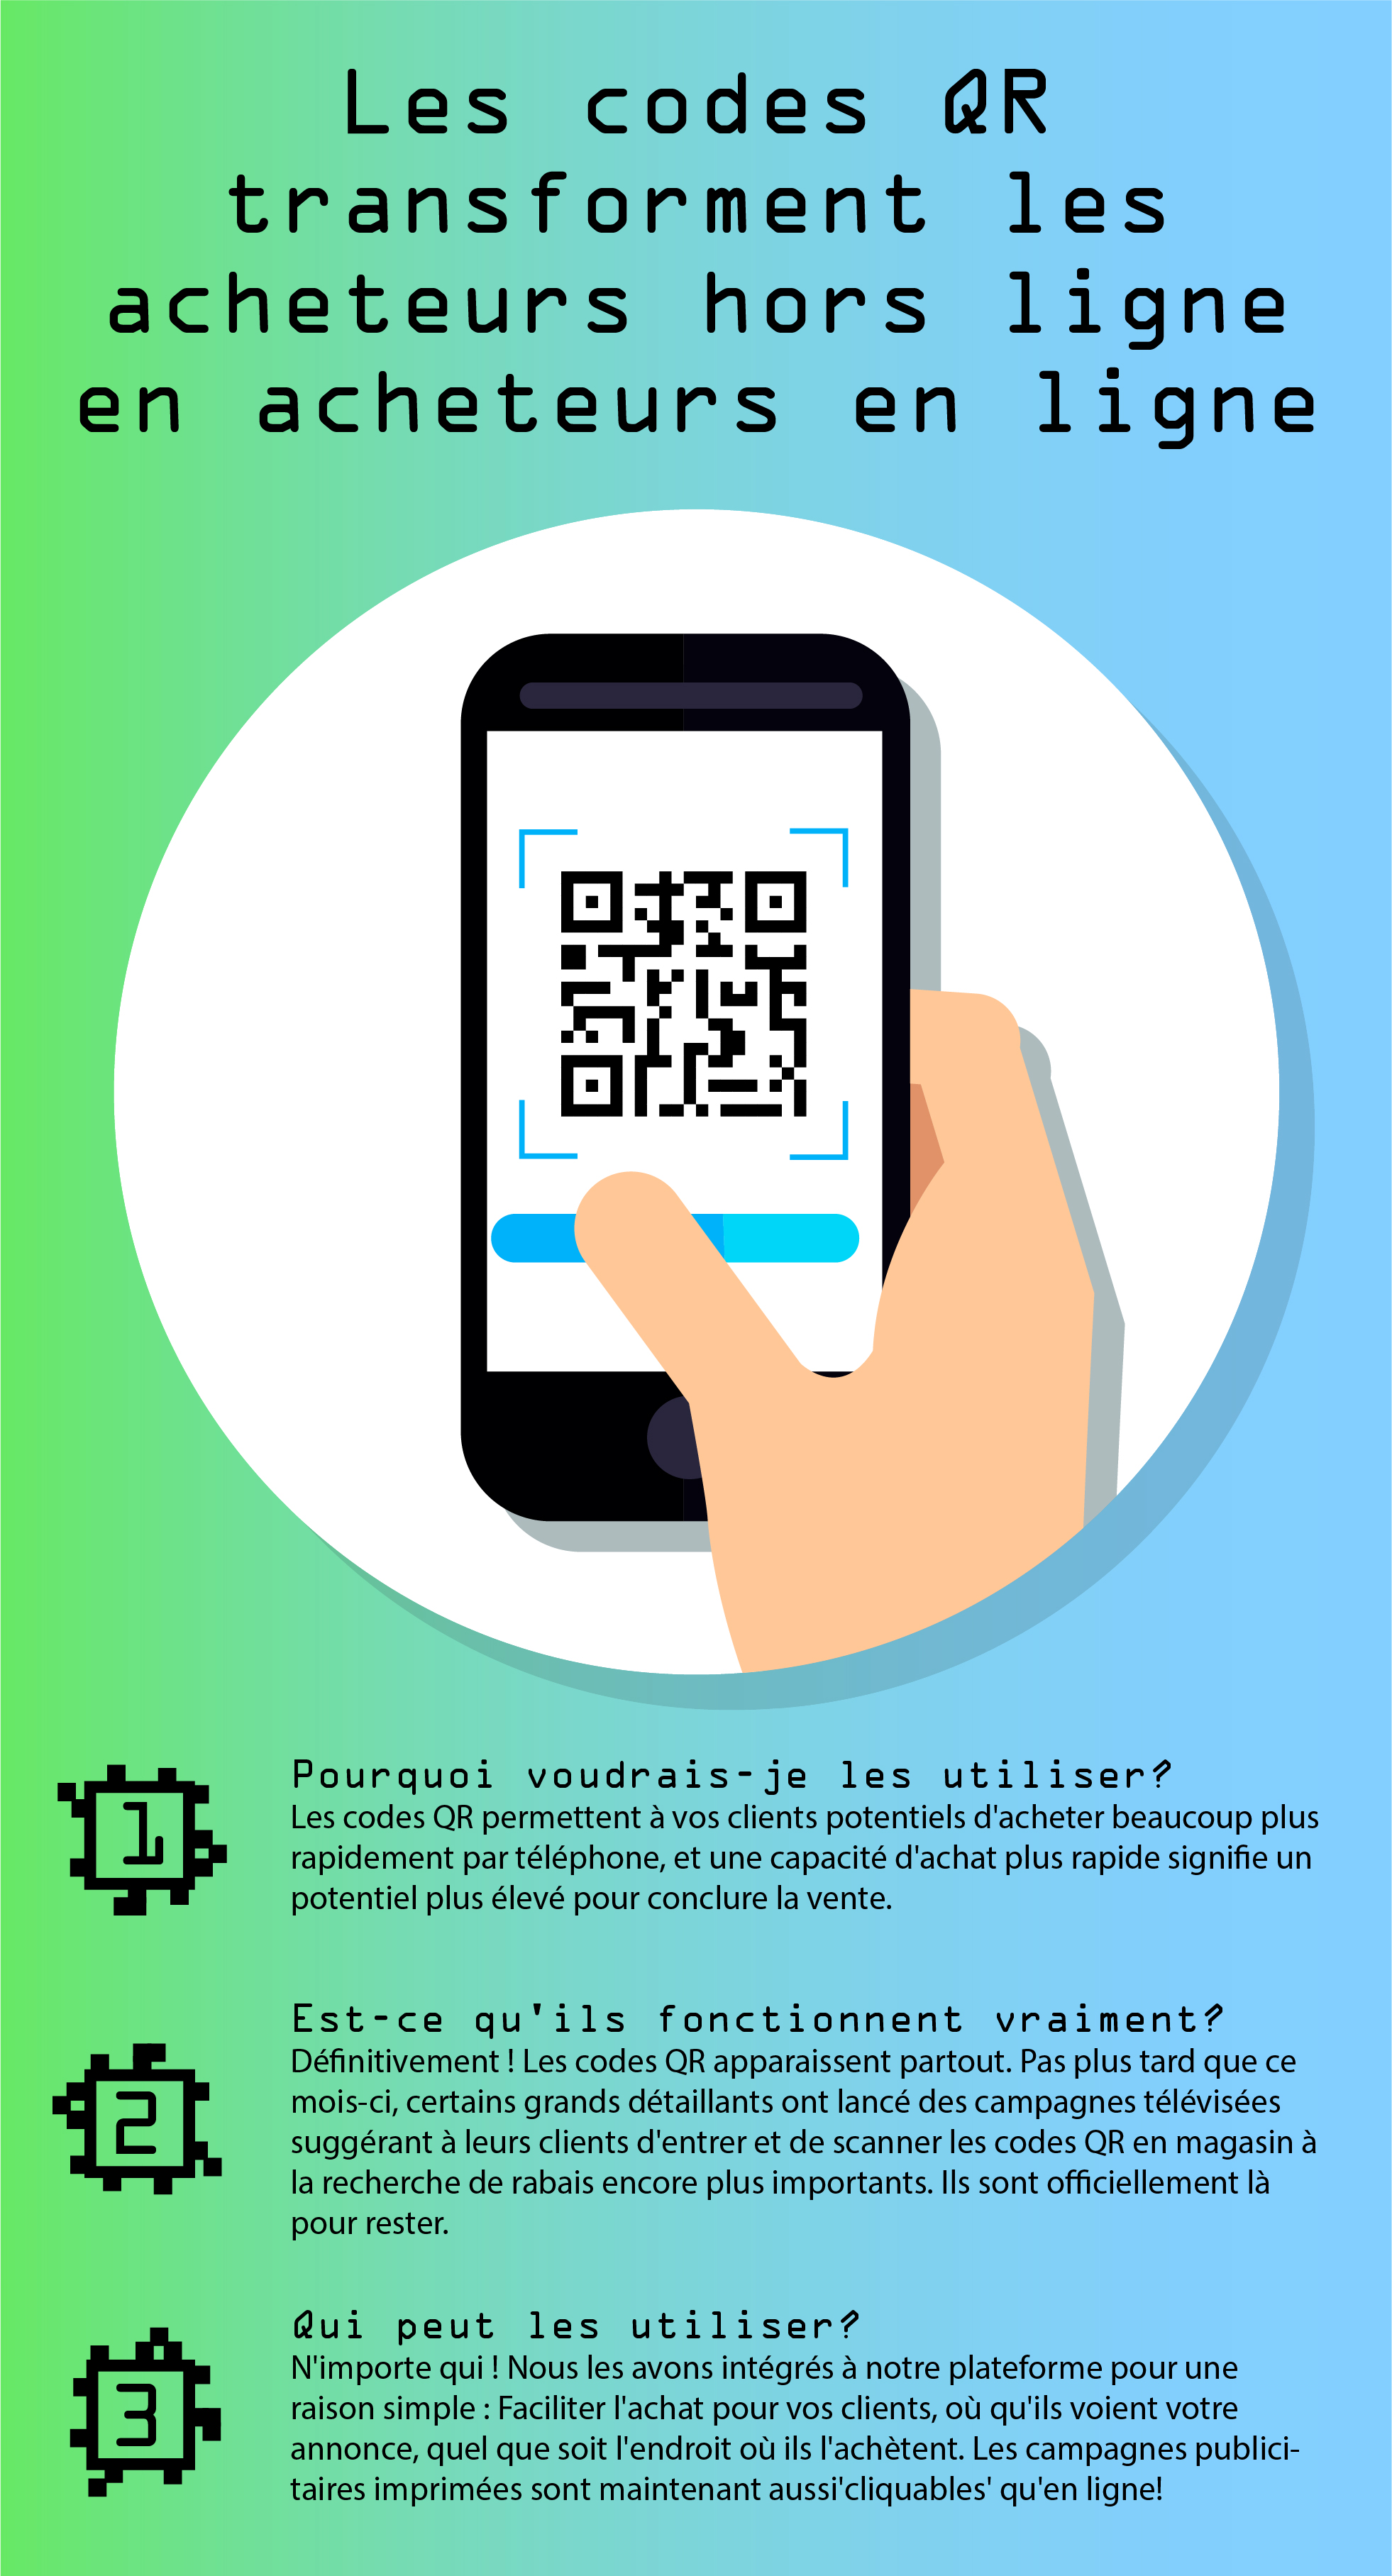 Les codes QR
transforment les
acheteurs hors ligne
en acheteurs en ligne
1
Pourquoi voudrais-je les utiliser?
Les codes QR permettent à vos clients potentiels d'acheter beaucoup plus
rapidement par téléphone, et une capacité d'achat plus rapide signifie un
potentiel plus élevé pour conclure la vente.
2
Est-ce qu'ils fonctionnent vraiment?
Définitivement ! Les codes QR apparaissent partout. Pas plus tard que ce
mois-ci, certains grands détaillants ont lancé des campagnes télévisées
suggérant à leurs clients d'entrer et de scanner les codes QR en magasin à
la recherche de rabais encore plus importants. Ils sont officiellement là
pour rester.
3
Qui peut les utiliser?
N'importe qui ! Nous les avons intégrés à notre plateforme pour une
raison simple : Faciliter l'achat pour vos clients, où qu'ils voient votre
annonce, quel que soit l'endroit où ils l'achètent. Les campagnes publici-
taires imprimées sont maintenant aussi'cliquables' qu'en ligne!